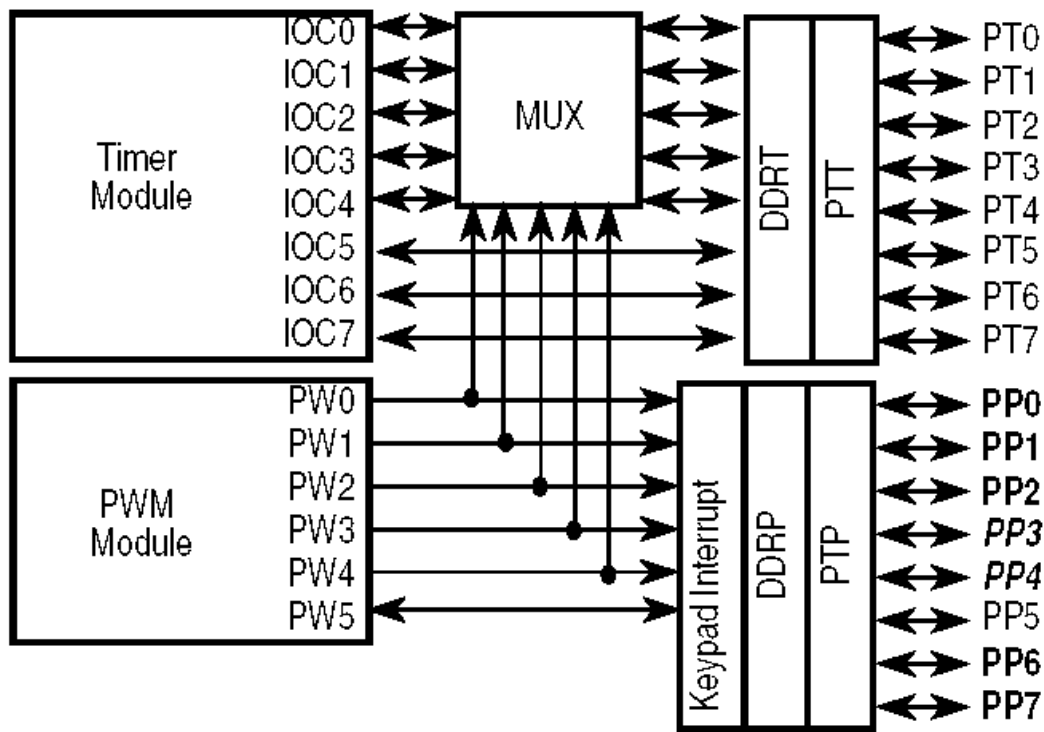 Timer
Module
IOC0
IOC1
IOC2
IOC3
IOC4
IOC5
IOC6
IOC7
MUX
DDRT
PTT
PT0
PT1
PT2
PT3
PT4
PT5
PT6
PT7
PWM
Module
PW0
PW1
PW2
PW3
PW4
PW5
Keypad Interrupt
DDRP
PTP
PP0
PP1
PP2
PP3
PP4
PP5
PP6
PP7